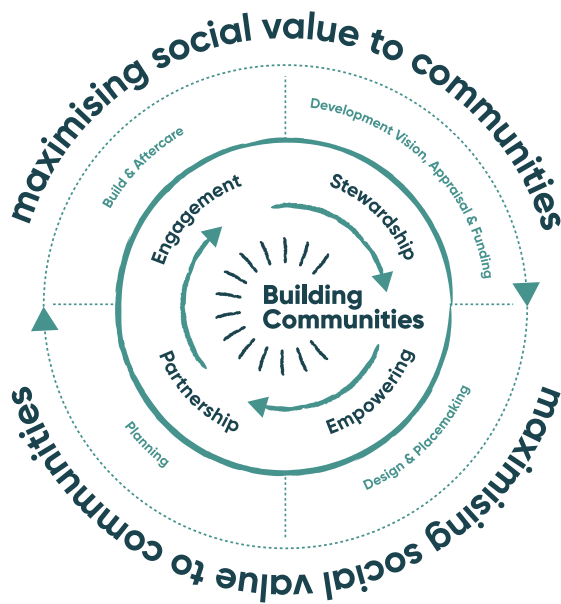 maximising social value to communities
Development Vision, Appraisal & Funding
Build & Aftercare
Engagement
Stewardship
Building
Communities
Partnership
Empowering
Planning
Design & Placemaking
maximising social value to communities